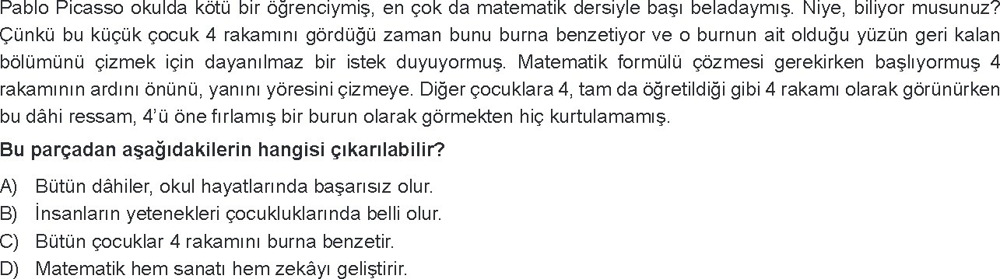 Pablo Picasso okulda kötü bir öğrenciymiş, en çok da matematik dersiyle başı beladaymış. Niye, biliyor musunuz?
Çünkü bu küçük çocuk 4 rakamını gördüğü zaman bunu burna benzetiyor ve o burnun ait olduğu yüzün geri kalan
bölümünü çizmek için dayanılmaz bir istek duyuyormuş. Matematik formülü çözmesi gerekirken başlıyormuş 4
rakamının ardını önünü, yanını yöresini çizmeye. Diğer çocuklara 4, tam da öğretildiği gibi 4 rakamı olarak görünürken
bu dâhi ressam, 4’ü öne fırlamış bir burun olarak görmekten hiç kurtulamamış.
Bu parçadan aşağıdakilerin hangisi çıkarılabilir?
A) Bütün dâhiler, okul hayatlarında başarısız olur.
B) İnsanların yetenekleri çocukluklarında belli olur.
C) Bütün çocuklar 4 rakamını burna benzetir.
D) Matematik hem sanatı hem zekâyı geliştirir.